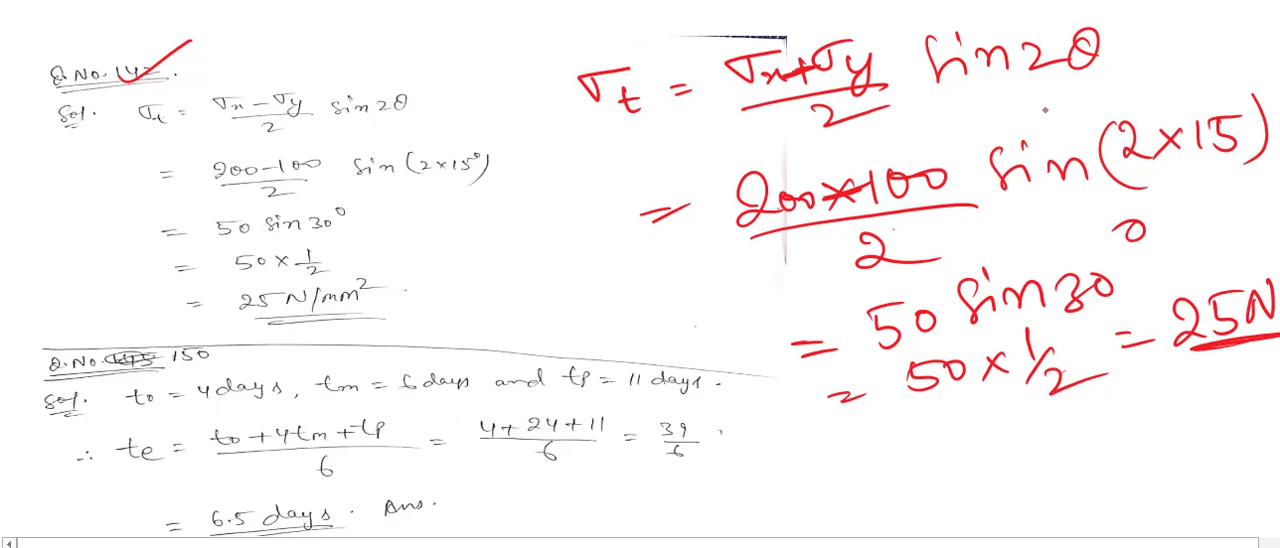 Q.No. 142.
Sol. σt = (σx - σy)/2 sin 2θ
= (200-100)/2 sin (2×15°)
= 50 sin 30°
= 50 × 1/2
= 25 N/mm².
Q.No. 150
Sol. to = 4 days, tm = 6 days and tp = 11 days.
∴ te = (to + 4tm + tp)/6 = (4+24+11)/6 = 39/6
= 6.5 days. Ans.
σt = (σx+σy)/2 sin 2θ
= (200×100)/2 sin (2×15)
= 50 sin 30° = 25N
= 50 × 1/2